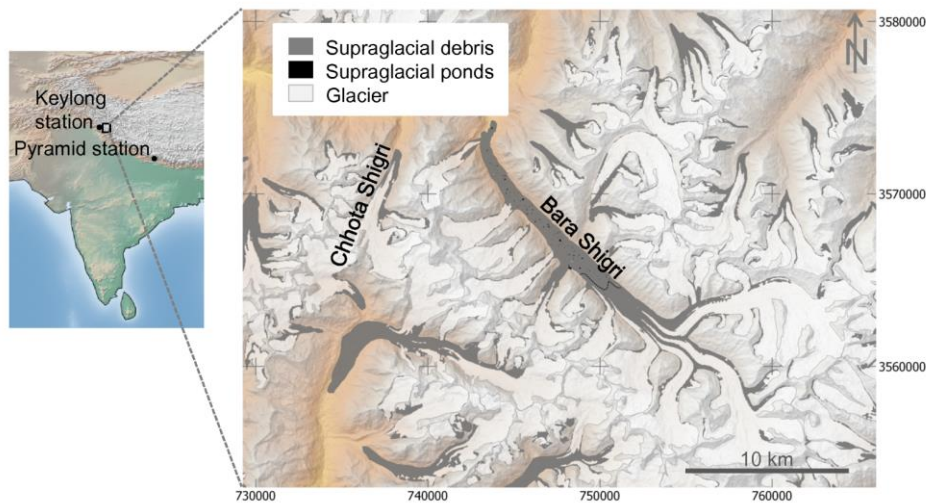 Keylong
station
Pyramid station
Supraglacial debris
Supraglacial ponds
Glacier
N
3580000
3570000
3560000
Chhota Shigri
Bara Shigri
10 km
730000
740000
750000
760000